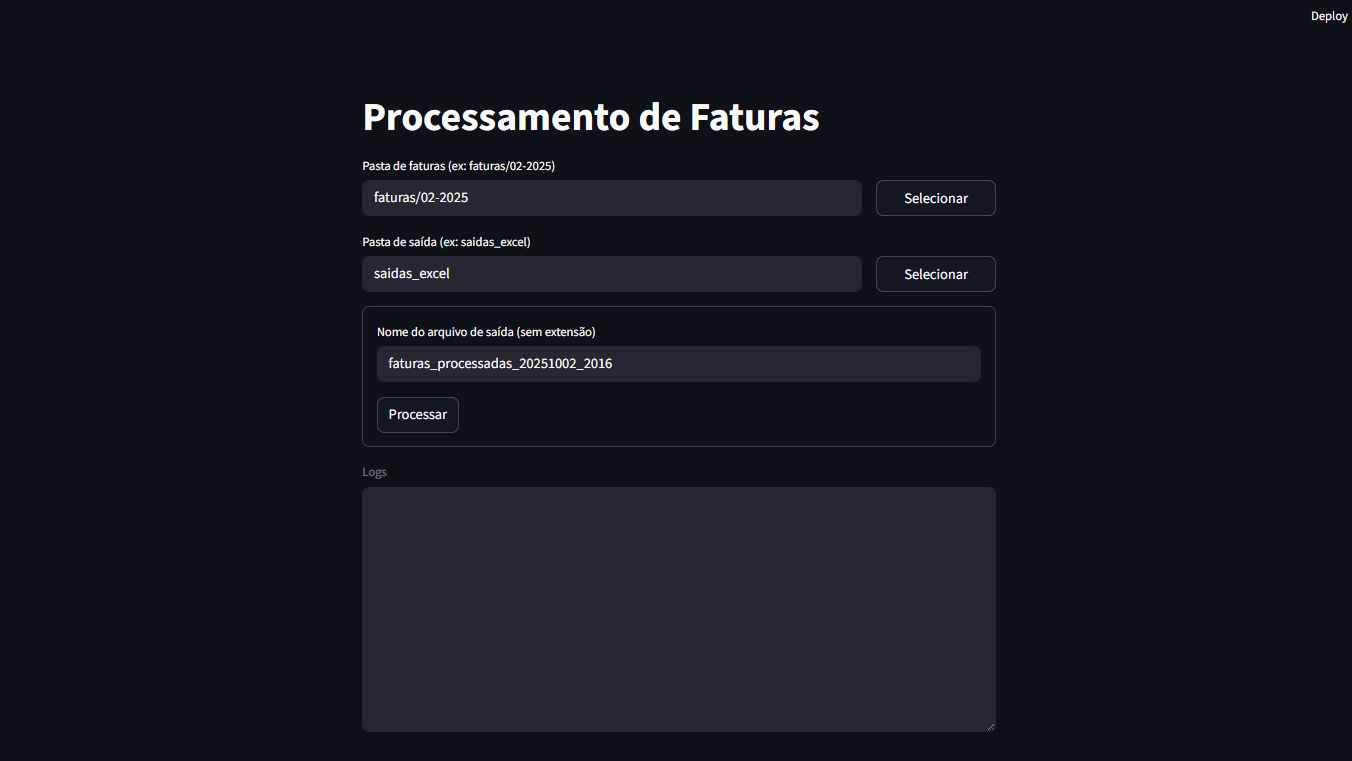 Deploy
Processamento de Faturas
Pasta de faturas (ex: faturas/02-2025)
faturas/02-2025
Selecionar
Pasta de saída (ex: saidas_excel)
saidas_excel
Selecionar
Nome do arquivo de saída (sem extensão)
faturas_processadas_20251002_2016
Processar
Logs